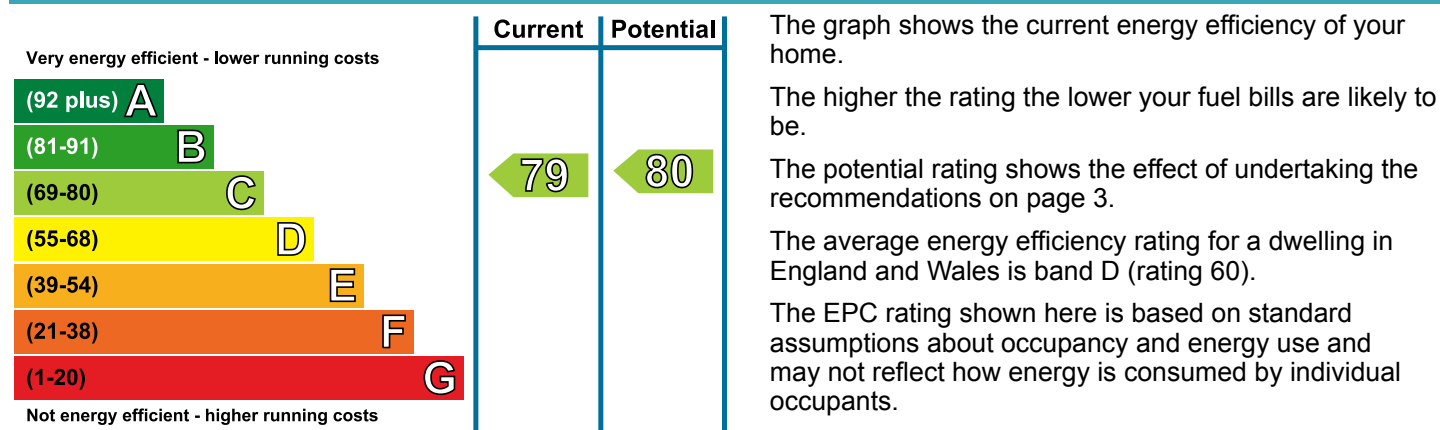 Current Potential
Very energy efficient - lower running costs
(92 plus) A
(81-91) B
(69-80) C
(55-68) D
(39-54) E
(21-38) F
(1-20) G
Not energy efficient - higher running costs
79 80
The graph shows the current energy efficiency of your
home.
The higher the rating the lower your fuel bills are likely to
be.
The potential rating shows the effect of undertaking the
recommendations on page 3.
The average energy efficiency rating for a dwelling in
England and Wales is band D (rating 60).
The EPC rating shown here is based on standard
assumptions about occupancy and energy use and
may not reflect how energy is consumed by individual
occupants.